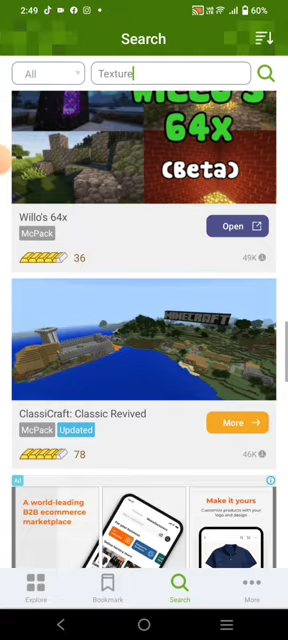 2:49
60%
Search
All
Texture
WILLO'S
64x
(Beta)
Willo's 64x
McPack
Open
36
49K
MINECRAFT
ClassiCraft: Classic Revived
McPack Updated
More
78
46K
Ad
A world-leading
B2B ecommerce
marketplace
Make it yours
Customize products with your
logo and design
Explore
Bookmark
Search
More